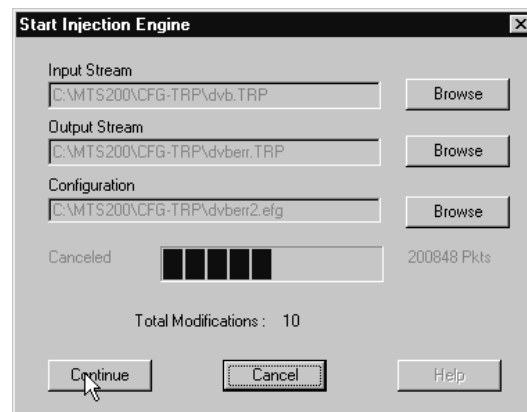 Start Injection Engine
Input Stream
C:\MTS200\CFG-TRP\dvb.TRP
Browse
Output Stream
C:\MTS200\CFG-TRP\dvberr.TRP
Browse
Configuration
C:\MTS200\CFG-TRP\dvberr2.efg
Browse
Canceled
200848 Pkts
Total Modifications : 10
Continue
Cancel
Help